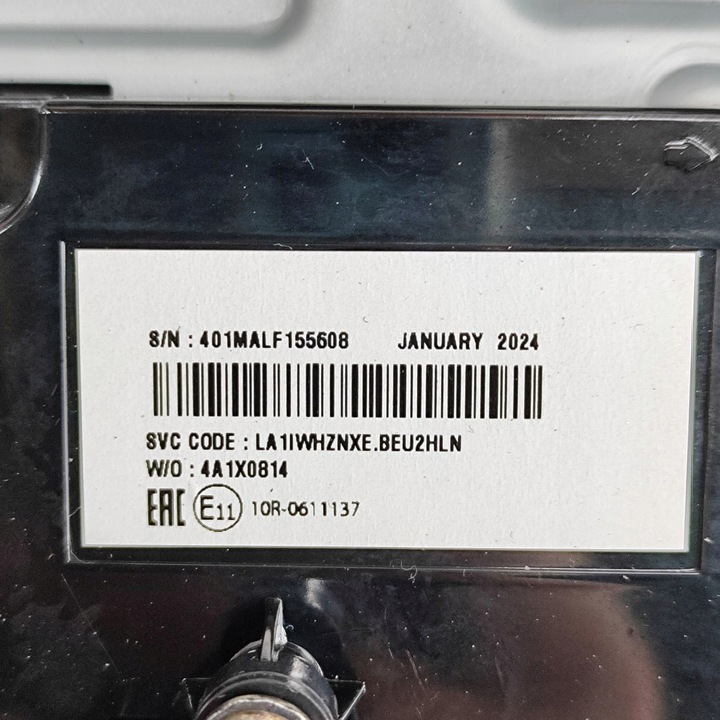 S/N : 401MALF155608 JANUARY 2024
SVC CODE : LA1IWHZNXE.BEU2HLN
W/O : 4A1X0814
EAC E11 10R-0611137